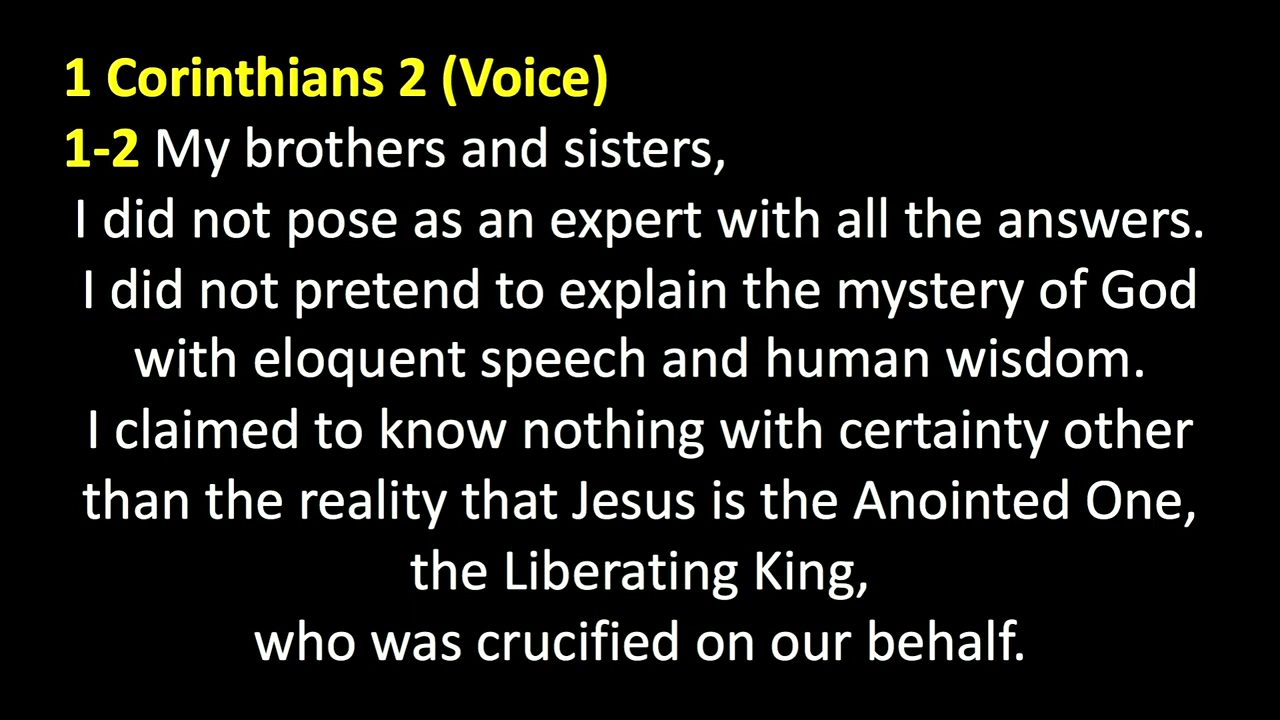 1 Corinthians 2 (Voice)
1-2 My brothers and sisters,
I did not pose as an expert with all the answers.
I did not pretend to explain the mystery of God
with eloquent speech and human wisdom.
I claimed to know nothing with certainty other
than the reality that Jesus is the Anointed One,
the Liberating King,
who was crucified on our behalf.